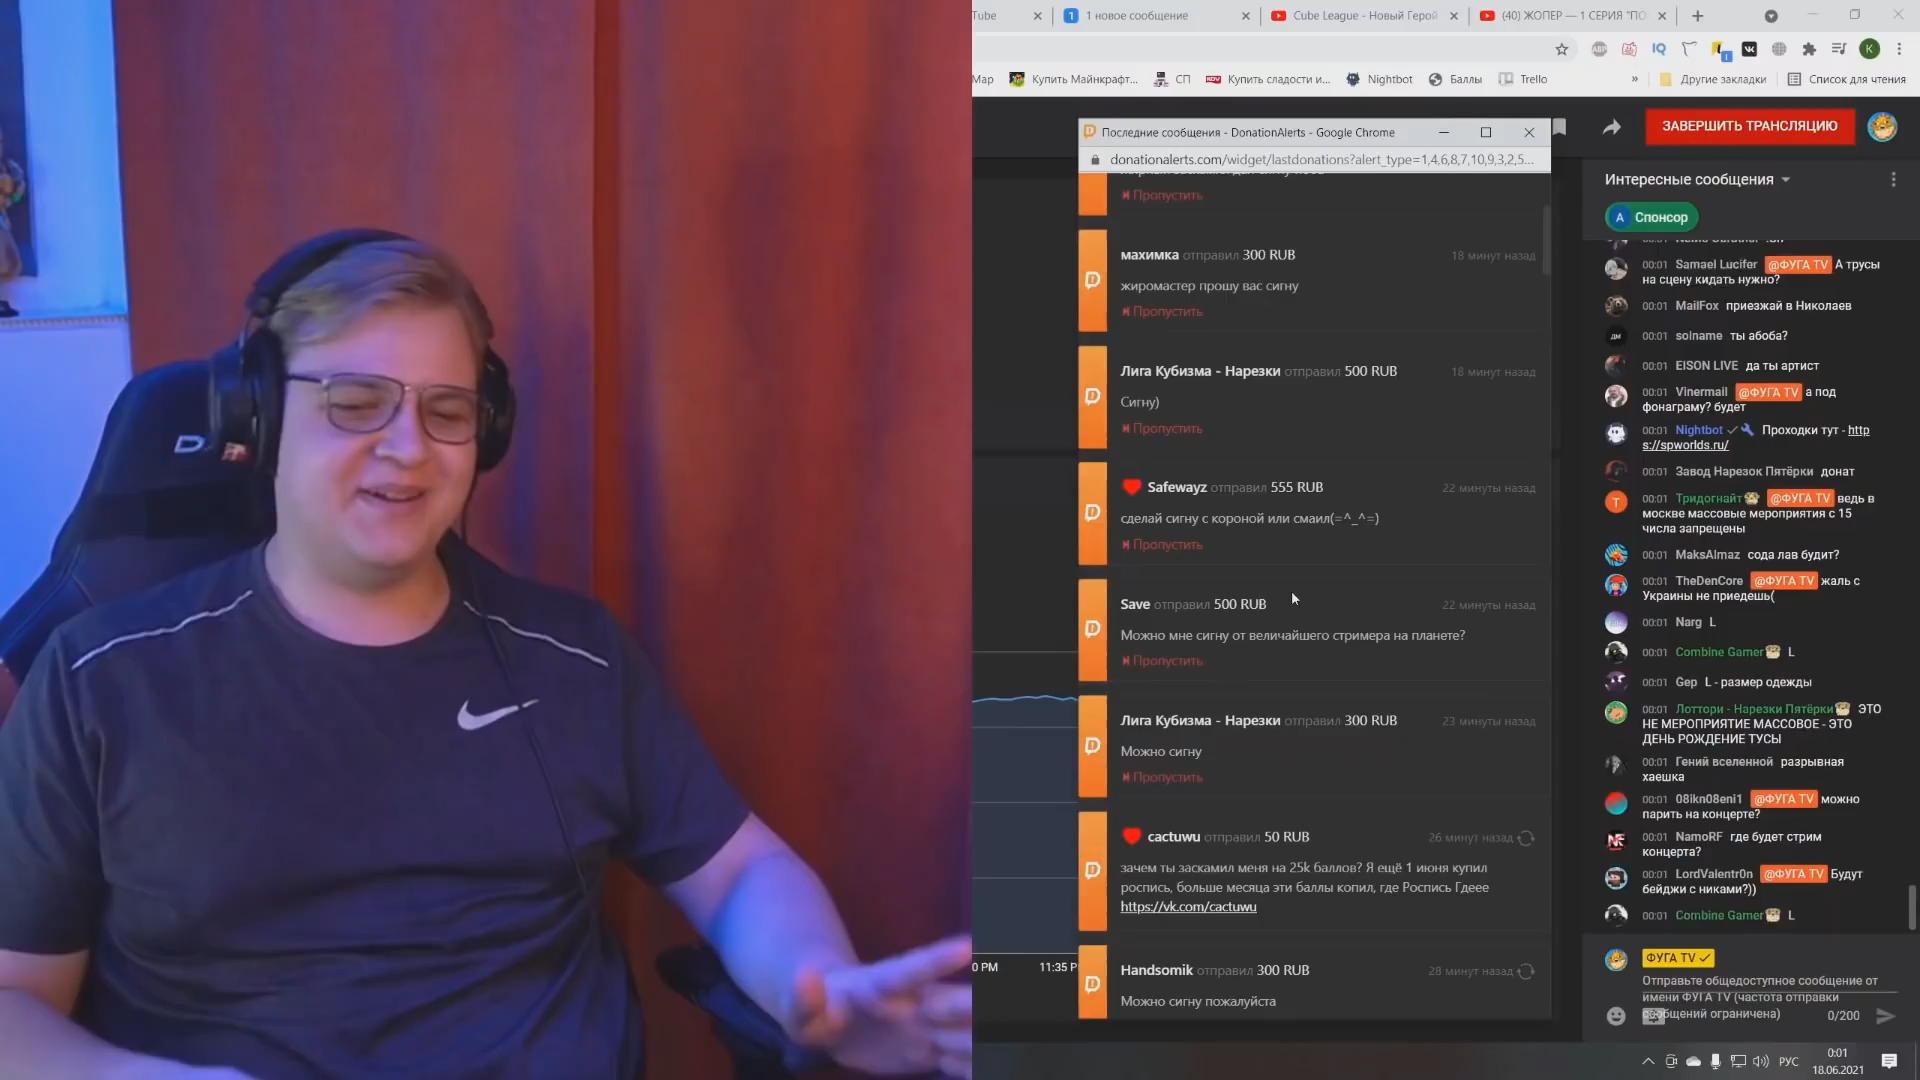 Tube
1 новое сообщение
Cube League - Новый Герой
(40) ЖОПЕР — 1 СЕРИЯ "ПО
Мар
Купить Майнкрафт...
СП
Купить сладости и...
Nightbot
Баллы
Trello
»
Другие закладки
Список для чтения
Последние сообщения - DonationAlerts - Google Chrome
donationalerts.com/widget/lastdonations?alert_type=1,4,6,8,7,10,9,3,2,5...
Пропустить
махимка отправил 300 RUB
18 минут назад
жиромастер прошу вас сигну
Пропустить
Лига Кубизма - Нарезки отправил 500 RUB
18 минут назад
Сигну)
Пропустить
Safewayz отправил 555 RUB
22 минуты назад
сделай сигну с короной или смаил(=^_^=)
Пропустить
Save отправил 500 RUB
22 минуты назад
Можно мне сигну от величайшего стримера на планете?
Пропустить
Лига Кубизма - Нарезки отправил 300 RUB
23 минуты назад
Можно сигну
Пропустить
cactuwu отправил 50 RUB
26 минут назад
зачем ты заскамил меня на 25k баллов? Я ещё 1 июня купил
роспись, больше месяца эти баллы копил, где Роспись Гдеее
https://vk.com/cactuwu
Handsomik отправил 300 RUB
28 минут назад
Можно сигну пожалуйста
0 PM
11:35 P
ЗАВЕРШИТЬ ТРАНСЛЯЦИЮ
Интересные сообщения
А Спонсор
00:01 Samael Lucifer @ФУГА TV А трусы
на сцену кидать нужно?
00:01 MailFox приезжай в Николаев
00:01 soiname ты абоба?
00:01 EISON LIVE да ты артист
00:01 Vinermail @ФУГА TV а под
фонаграму? будет
00:01 Nightbot Проходки тут - http
s://spworlds.ru/
00:01 Завод Нарезок Пятёрки донат
00:01 Тридогнайт @ФУГА TV ведь в
москве массовые мероприятия с 15
числа запрещены
00:01 MaksAlmaz сода лав будит?
00:01 TheDenCore @ФУГА TV жаль с
Украины не приедешь(
00:01 Narg L
00:01 Combine Gamer L
00:01 Gep L - размер одежды
00:01 Лоттори - Нарезки Пятёрки ЭТО
НЕ МЕРОПРИЯТИЕ МАССОВОЕ - ЭТО
ДЕНЬ РОЖДЕНИЕ ТУСЫ
00:01 Гений вселенной разрывная
хаешка
00:01 08ikn08eni1 @ФУГА TV можно
парить на концерте?
00:01 NamoRF где будет стрим
концерта?
00:01 LordValentr0n @ФУГА TV Будут
бейджи с никами?))
00:01 Combine Gamer L
ФУГА TV
Отправьте общедоступное сообщение от
имени ФУГА TV (частота отправки
сообщений ограничена)
0/200
РУС
0:01
18.06.2021